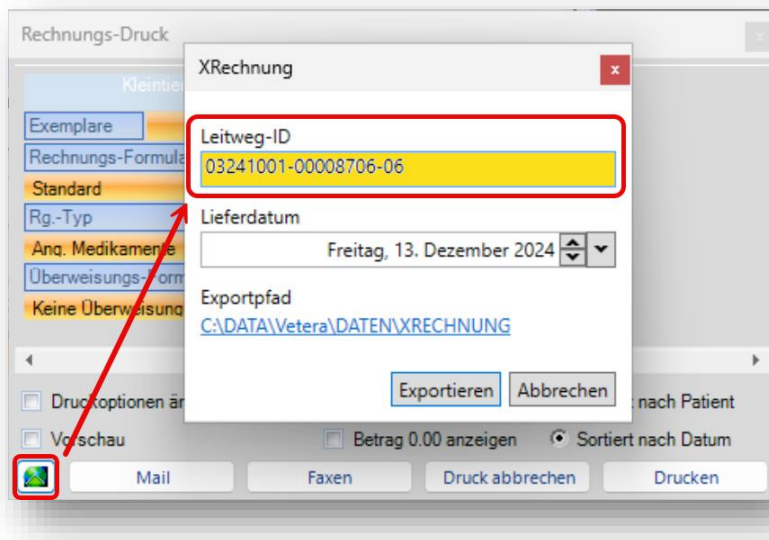 Rechnungs-Druck
x
XRechnung
x
Exemplare
Leitweg-ID
Rechnungs-Formula
03241001-00008706-06
Standard
Rg.-Typ
Lieferdatum
Ang. Medikamente
Freitag, 13. Dezember 2024
Keine Überweisung
Exportpfad
C:\DATA\Vetera\DATEN\XRECHNUNG
Exportieren
Abbrechen
Druckoptionen
nach Patient
Vorschau
Betrag 0.00 anzeigen
Sortiert nach Datum
Mail
Faxen
Druck abbrechen
Drucken